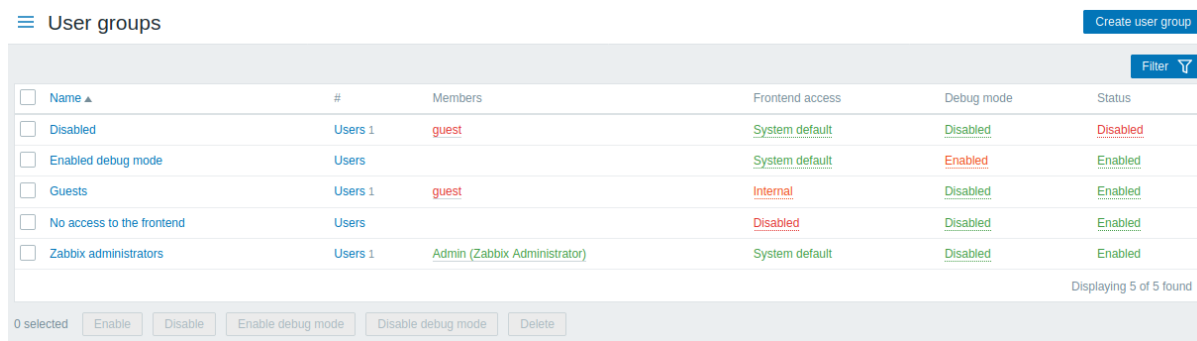 User groups
Create user group
Filter
Name # Members Frontend access Debug mode Status
Disabled Users 1 guest System default Disabled Disabled
Enabled debug mode Users System default Enabled Enabled
Guests Users 1 guest Internal Disabled Enabled
No access to the frontend Users Disabled Disabled Enabled
Zabbix administrators Users 1 Admin (Zabbix Administrator) System default Disabled Enabled
Displaying 5 of 5 found
0 selected Enable Disable Enable debug mode Disable debug mode Delete